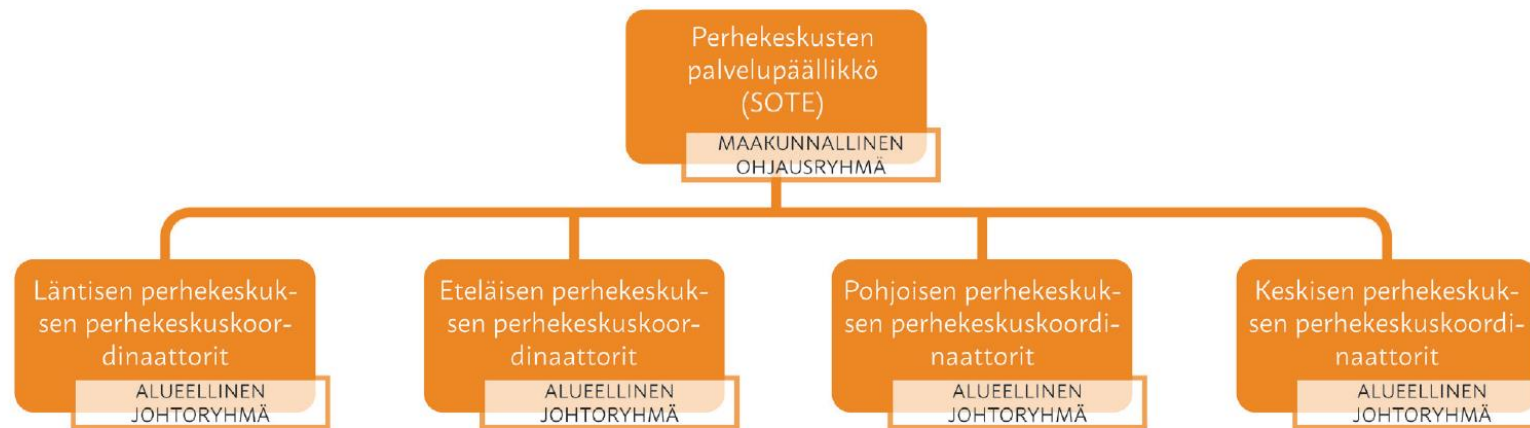 Perhekeskusten
palvelupäällikkö
(SOTE)
MAAKUNNALLINEN
OHJAUSRYHMÄ
Läntisen perhekeskuk-
sen perhekeskuskoor-
dinaattorit
ALUEELLINEN
JOHTORYHMÄ
Eteläisen perhekeskuk-
sen perhekeskuskoor-
dinaattorit
ALUEELLINEN
JOHTORYHMÄ
Pohjoisen perhekeskuk-
sen perhekeskuskoordi-
naattorit
ALUEELLINEN
JOHTORYHMÄ
Keskisen perhekeskuk-
sen perhekeskuskoordi-
naattorit
ALUEELLINEN
JOHTORYHMÄ